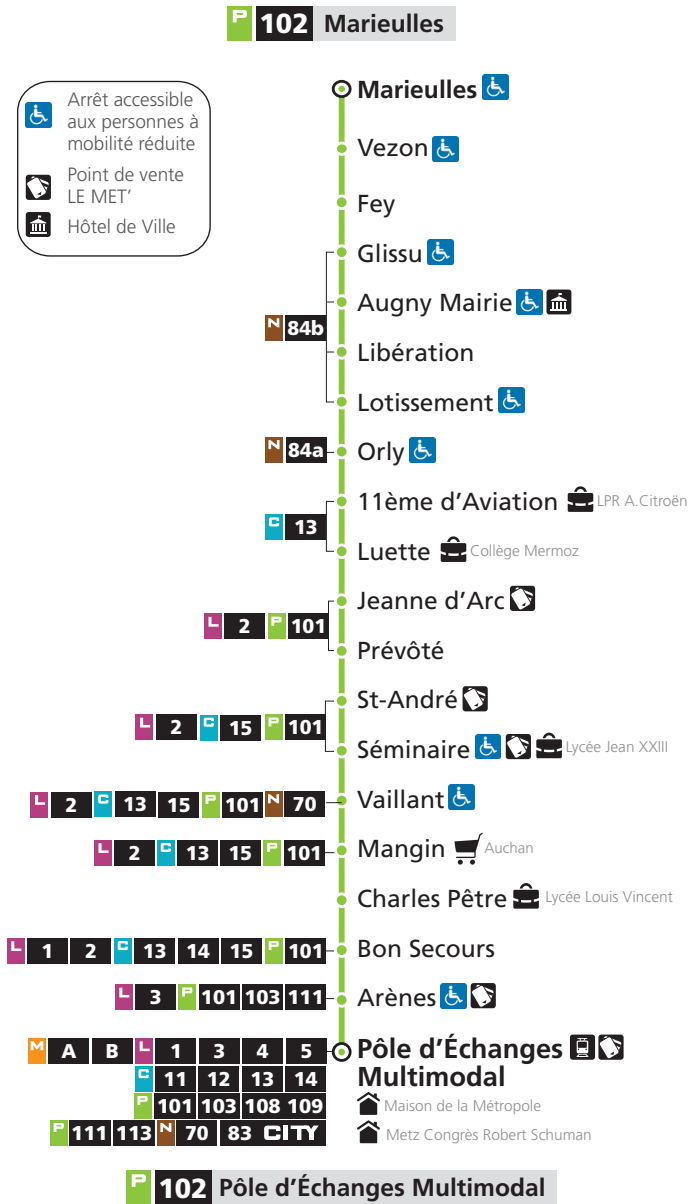 P 102 Marieulles
Arrêt accessible
aux personnes à
mobilité réduite
Point de vente
LE MET'
Hôtel de Ville
Marieulles
Vezon
Fey
Glissu
Augny Mairie
N 84b
Libération
Lotissement
N 84a Orly
11ème d'Aviation LPR A.Citroën
C 13
Luette Collège Mermoz
Jeanne d'Arc
L 2 P 101
Prévôté
St-André
L 2 C 15 P 101
Séminaire Lycée Jean XXIII
L 2 C 13 15 P 101 N 70 Vaillant
L 2 C 13 15 P 101 Mangin Auchan
Charles Pêtre Lycée Louis Vincent
L 1 2 C 13 14 15 P 101 Bon Secours
L 3 P 101 103 111 Arènes
M A B L 1 3 4 5 Pôle d'Échanges
C 11 12 13 14 Multimodal
P 101 103 108 109 Maison de la Métropole
P 111 113 N 70 83 CITY Metz Congrès Robert Schuman
P 102 Pôle d'Échanges Multimodal